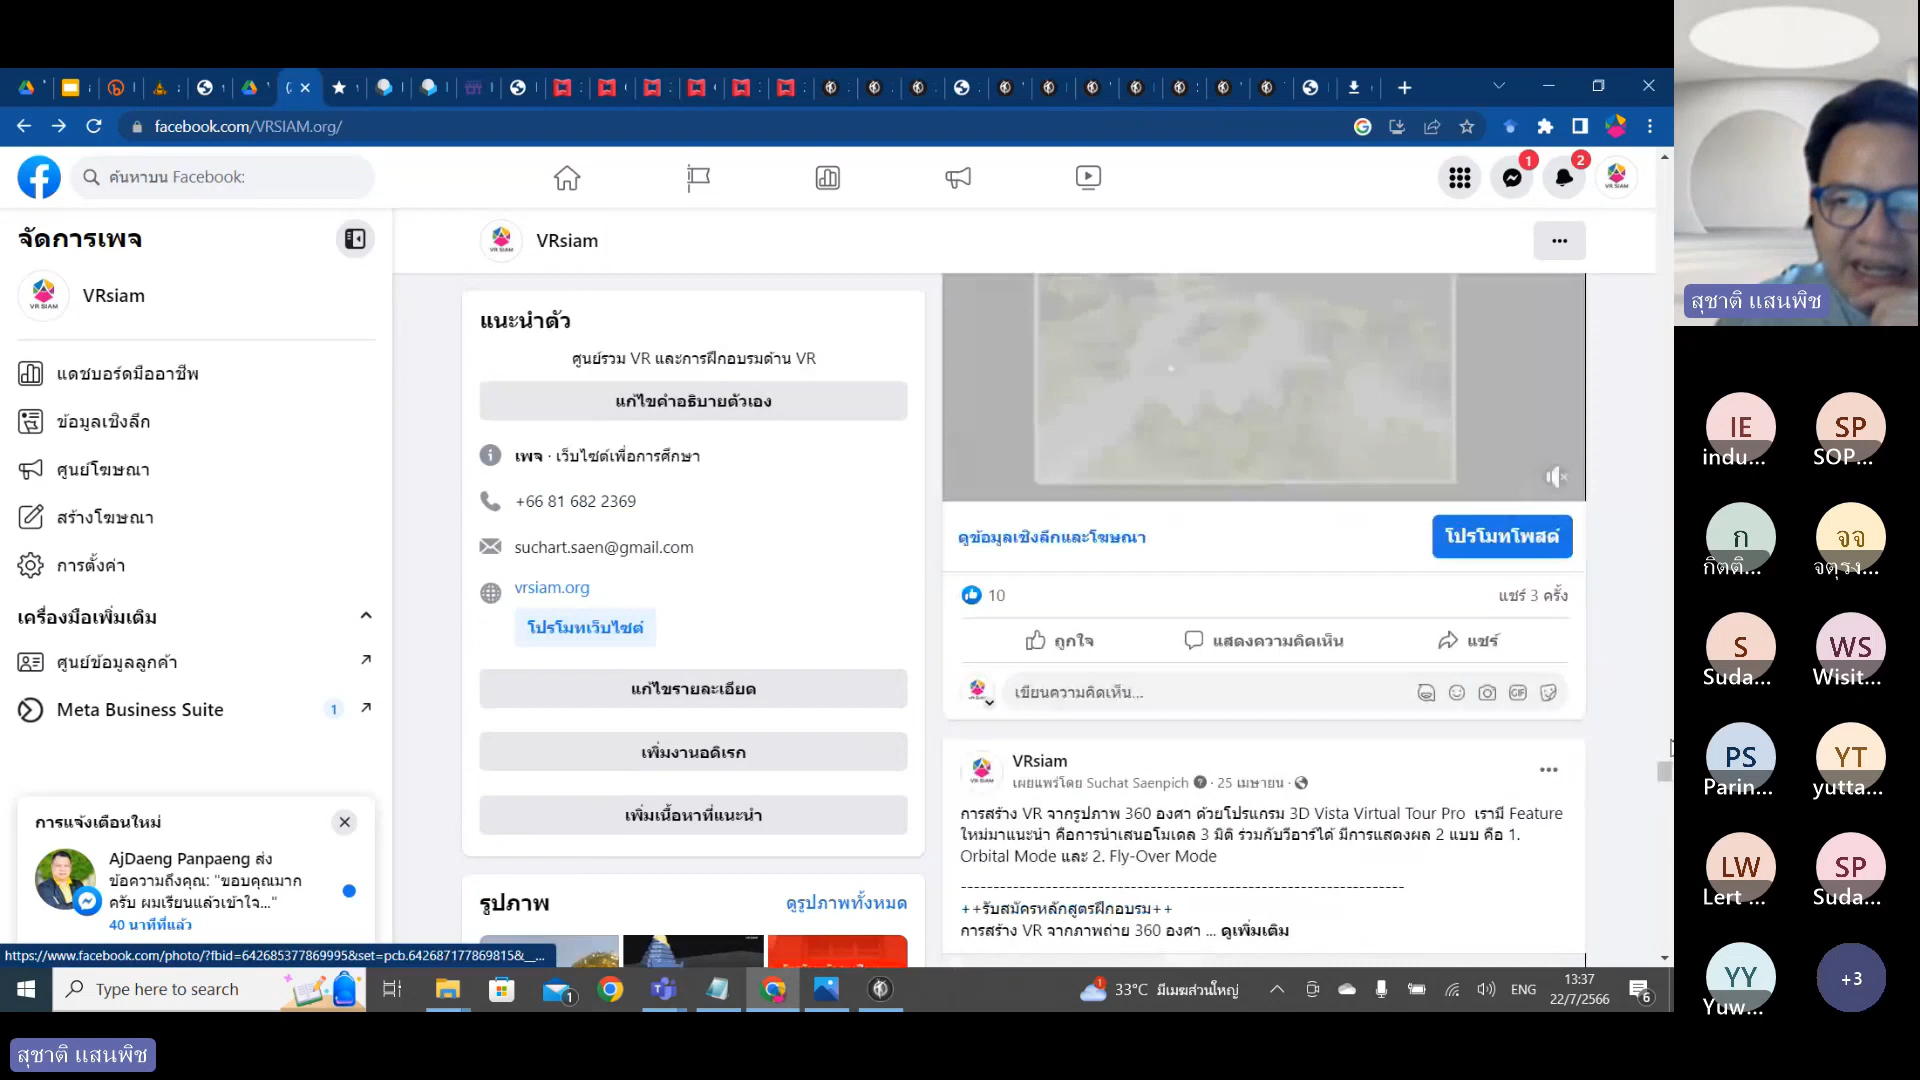 facebook.com/VRSIAM.org/
ค้นหาบน Facebook:
1
2
จัดการเพจ
VRsiam
VRsiam
แดชบอร์ดมืออาชีพ
ข้อมูลเชิงลึก
ศูนย์โฆษณา
สร้างโฆษณา
การตั้งค่า
เครื่องมือเพิ่มเติม
ศูนย์ข้อมูลลูกค้า
Meta Business Suite
1
การแจ้งเตือนใหม่
AjDaeng Panpaeng ส่ง
ข้อความถึงคุณ: "ขอบคุณมาก
ครับ ผมเรียนแล้วเข้าใจ..."
40 นาทีที่แล้ว
แนะนำตัว
ศูนย์รวม VR และการฝึกอบรมด้าน VR
แก้ไขคำอธิบายตัวเอง
เพจ · เว็บไซต์เพื่อการศึกษา
+66 81 682 2369
suchart.saen@gmail.com
vrsiam.org
โปรโมทเว็บไซต์
แก้ไขรายละเอียด
เพิ่มงานอดิเรก
เพิ่มเนื้อหาที่แนะนำ
รูปภาพ
ดูรูปภาพทั้งหมด
ดูข้อมูลเชิงลึกและโฆษณา
โปรโมทโพสต์
10
แชร์ 3 ครั้ง
ถูกใจ
แสดงความคิดเห็น
แชร์
เขียนความคิดเห็น...
GIF
VRsiam
เผยแพร่โดย Suchat Saenpich · 25 เมษายน ·
การสร้าง VR จากรูปภาพ 360 องศา ด้วยโปรแกรม 3D Vista Virtual Tour Pro เรามี Feature
ใหม่มาแนะนำ คือการนำเสนอโมเดล 3 มิติ ร่วมกับวีอาร์ได้ มีการแสดงผล 2 แบบ คือ 1.
Orbital Mode และ 2. Fly-Over Mode
--------------------------------------------------------------------
++รับสมัครหลักสูตรฝึกอบรม++
การสร้าง VR จากภาพถ่าย 360 องศา ... ดูเพิ่มเติม
https://www.facebook.com/photo/?fbid=642685377869995&set=pcb.642687177869815&__...
Type here to search
1
1
33°C มีเมฆส่วนใหญ่
ENG
13:37
22/7/2566
6
สุชาติ แสนพิช
สุชาติ แสนพิช
IE
indu...
SP
SOP...
ก
กิตติ...
จจ
จตุรง...
S
Suda...
WS
Wisit...
PS
Parin...
YT
yutta...
LW
Lert ...
SP
Suda...
YY
Yuw...
+3